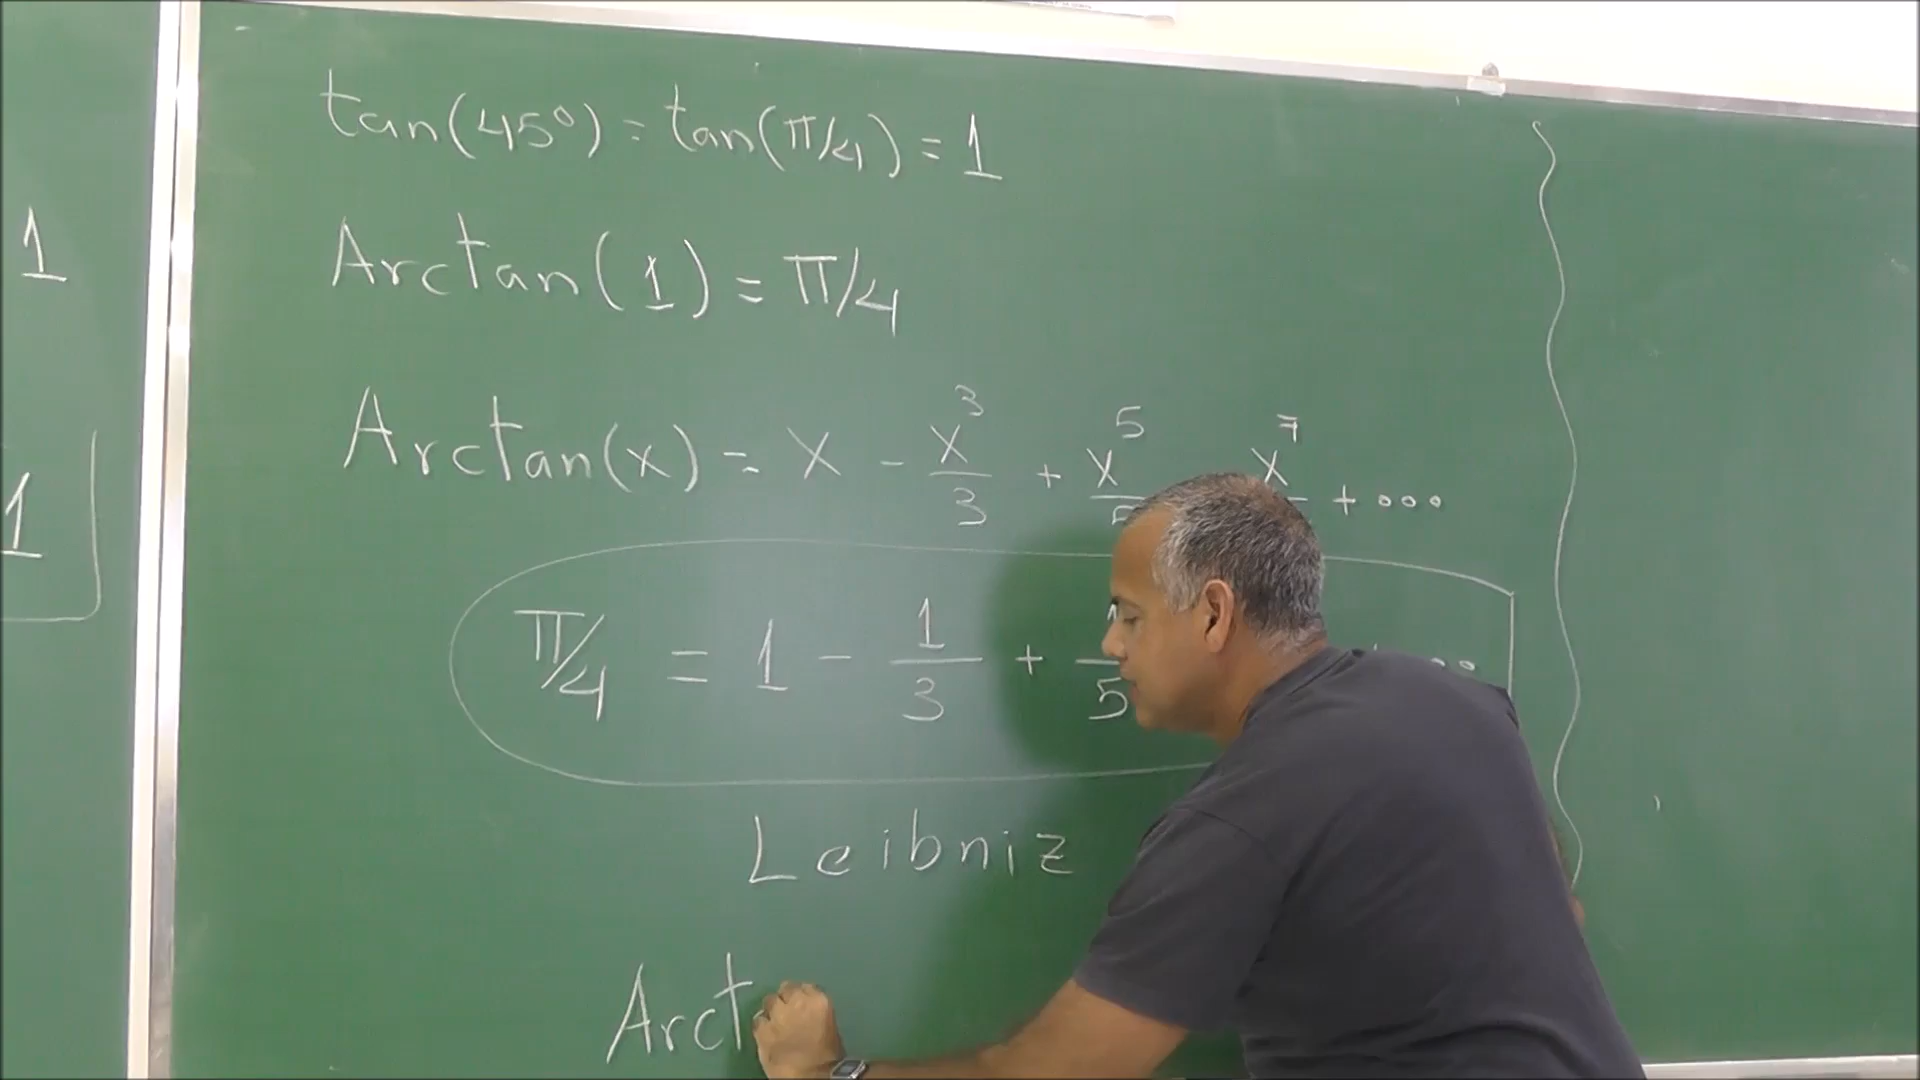 1
1
tan(45°) = tan(π/4) = 1
Arctan(1) = π/4
Arctan(x) = x - x³/3 + x⁵/5 x⁷ + ...
π/4 = 1 - 1/3 + 1/5
Leibniz
Arct